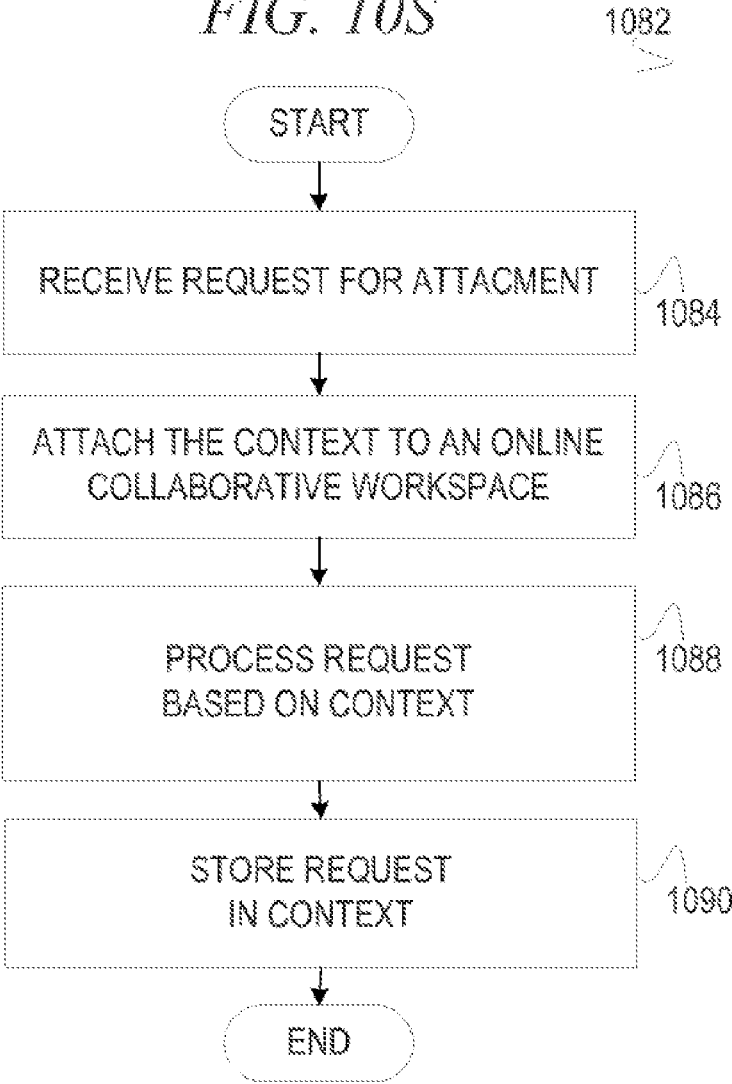 FIG. 10S
1082
START
RECEIVE REQUEST FOR ATTACMENT
1084
ATTACH THE CONTEXT TO AN ONLINE
COLLABORATIVE WORKSPACE
1086
PROCESS REQUEST
BASED ON CONTEXT
1088
STORE REQUEST
IN CONTEXT
1090
END